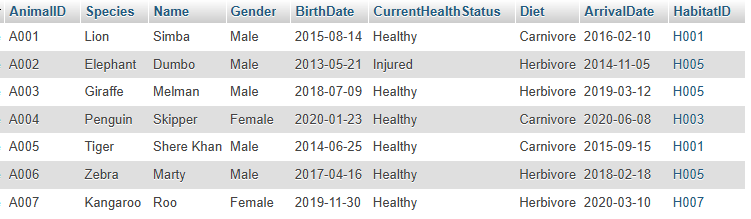 AnimalID Species Name Gender BirthDate CurrentHealthStatus Diet ArrivalDate HabitatID
A001 Lion Simba Male 2015-08-14 Healthy Carnivore 2016-02-10 H001
A002 Elephant Dumbo Male 2013-05-21 Injured Herbivore 2014-11-05 H005
A003 Giraffe Melman Male 2018-07-09 Healthy Herbivore 2019-03-12 H005
A004 Penguin Skipper Female 2020-01-23 Healthy Carnivore 2020-06-08 H003
A005 Tiger Shere Khan Male 2014-06-25 Healthy Carnivore 2015-09-15 H001
A006 Zebra Marty Male 2017-04-16 Healthy Herbivore 2018-02-18 H005
A007 Kangaroo Roo Female 2019-11-30 Healthy Herbivore 2020-03-10 H007